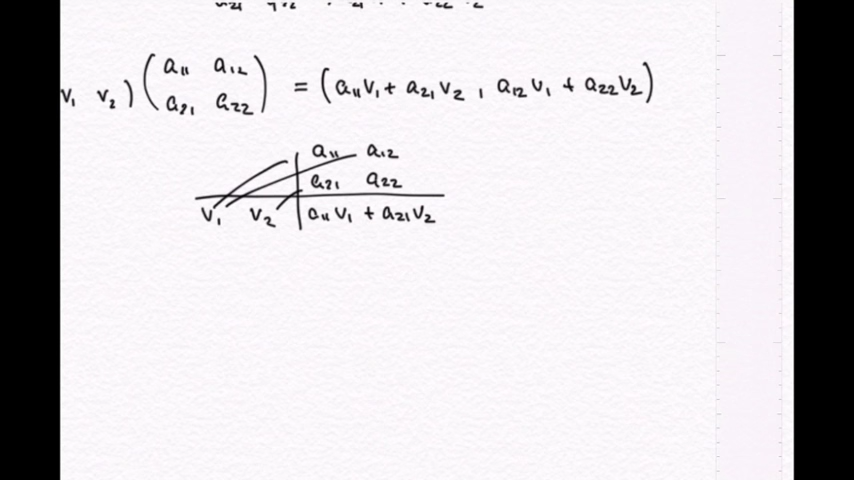 a₁₁ a₁₂
v₁ v₂ ) ( ) = (a₁₁v₁ + a₂₁v₂ , a₁₂v₁ + a₂₂v₂)
a₂₁ a₂₂
a₁₁ a₁₂
a₂₁ a₂₂
v₁ v₂ | a₁₁v₁ + a₂₁v₂